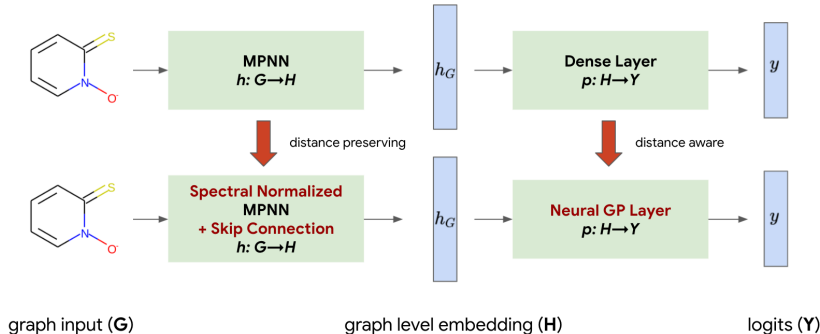 S
N
O⁻
MPNN
h: G→H
h_G
Dense Layer
p: H→Y
y
distance preserving
distance aware
S
N
O⁻
Spectral Normalized
MPNN
+ Skip Connection
h: G→H
h_G
Neural GP Layer
p: H→Y
y
graph input (G)
graph level embedding (H)
logits (Y)